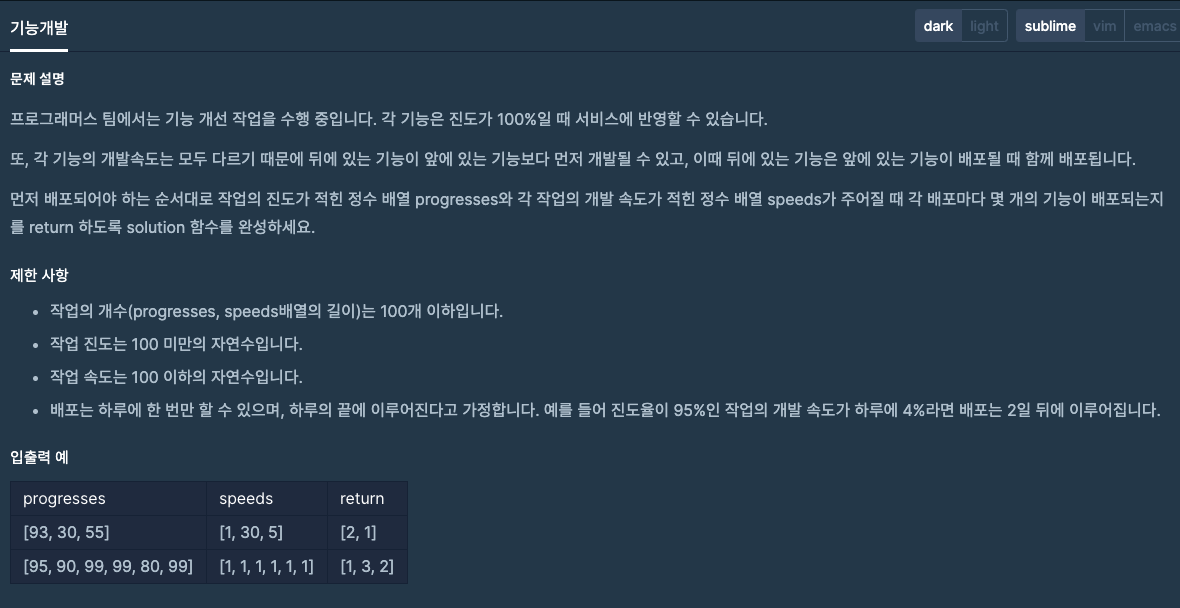 기능개발
dark light sublime vim emacs
문제 설명
프로그래머스 팀에서는 기능 개선 작업을 수행 중입니다. 각 기능은 진도가 100%일 때 서비스에 반영할 수 있습니다.
또, 각 기능의 개발속도는 모두 다르기 때문에 뒤에 있는 기능이 앞에 있는 기능보다 먼저 개발될 수 있고, 이때 뒤에 있는 기능은 앞에 있는 기능이 배포될 때 함께 배포됩니다.
먼저 배포되어야 하는 순서대로 작업의 진도가 적힌 정수 배열 progresses와 각 작업의 개발 속도가 적힌 정수 배열 speeds가 주어질 때 각 배포마다 몇 개의 기능이 배포되는지
를 return 하도록 solution 함수를 완성하세요.
제한 사항
• 작업의 개수(progresses, speeds배열의 길이)는 100개 이하입니다.
• 작업 진도는 100 미만의 자연수입니다.
• 작업 속도는 100 이하의 자연수입니다.
• 배포는 하루에 한 번만 할 수 있으며, 하루의 끝에 이루어진다고 가정합니다. 예를 들어 진도율이 95%인 작업의 개발 속도가 하루에 4%라면 배포는 2일 뒤에 이루어집니다.
입출력 예
progresses speeds return
[93, 30, 55] [1, 30, 5] [2, 1]
[95, 90, 99, 99, 80, 99] [1, 1, 1, 1, 1, 1] [1, 3, 2]